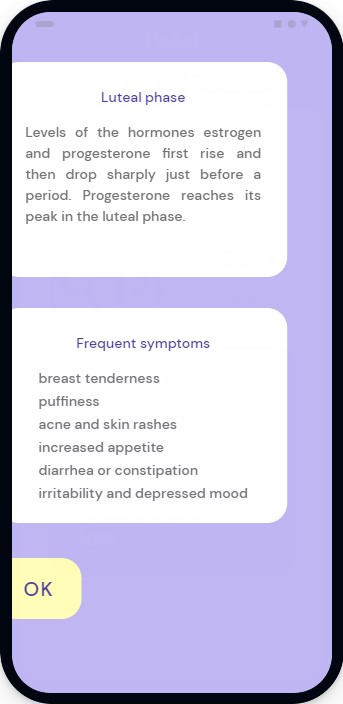 Luteal phase
Levels of the hormones estrogen
and progesterone first rise and
then drop sharply just before a
period. Progesterone reaches its
peak in the luteal phase.
Frequent symptoms
breast tenderness
puffiness
acne and skin rashes
increased appetite
diarrhea or constipation
irritability and depressed mood
OK